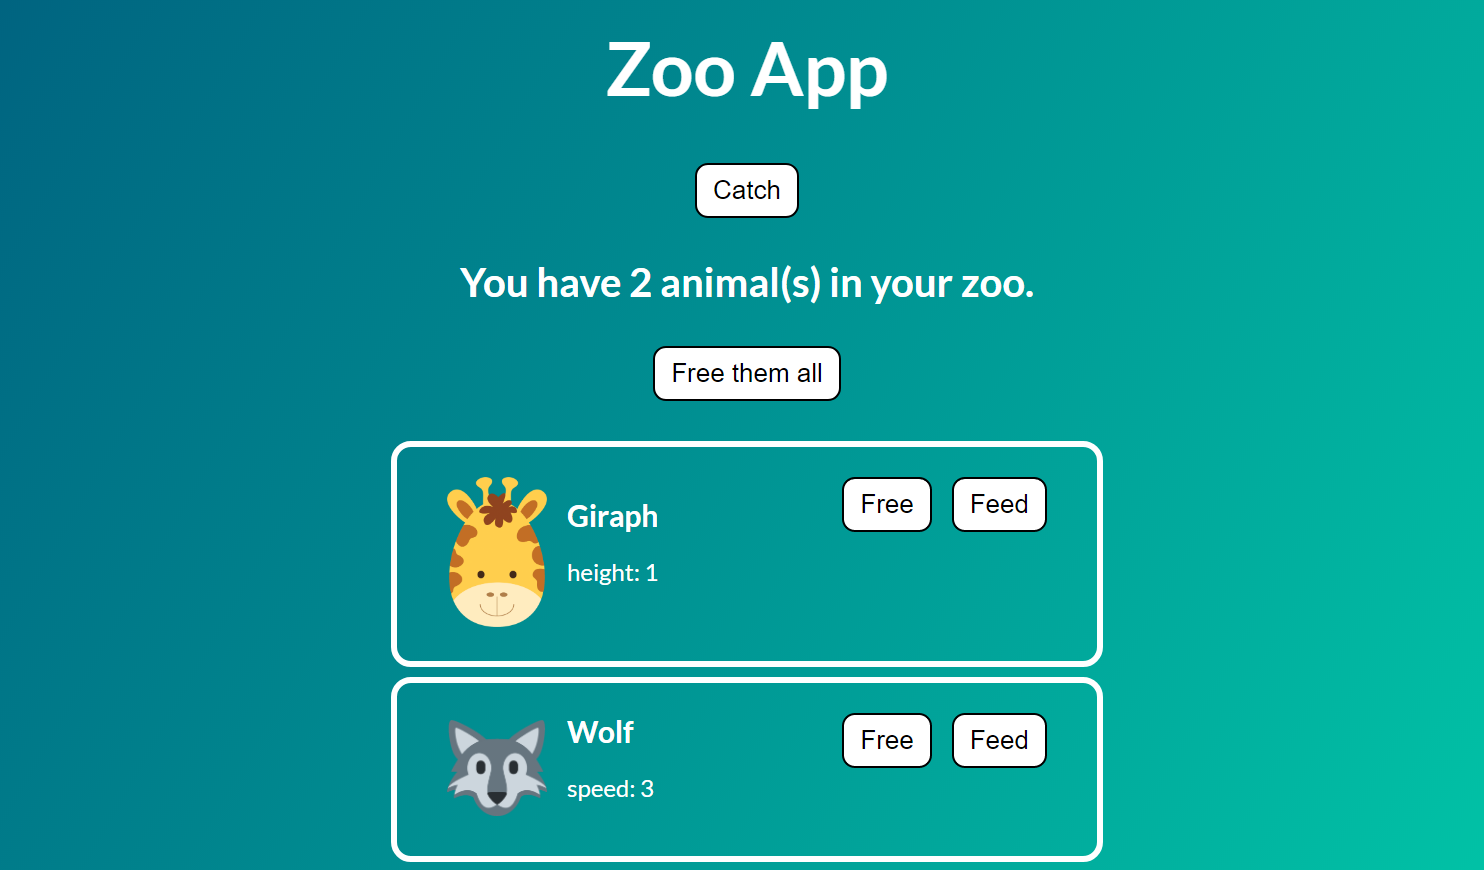 Zoo App
Catch
You have 2 animal(s) in your zoo.
Free them all
Giraph
height: 1
Free
Feed
Wolf
speed: 3
Free
Feed